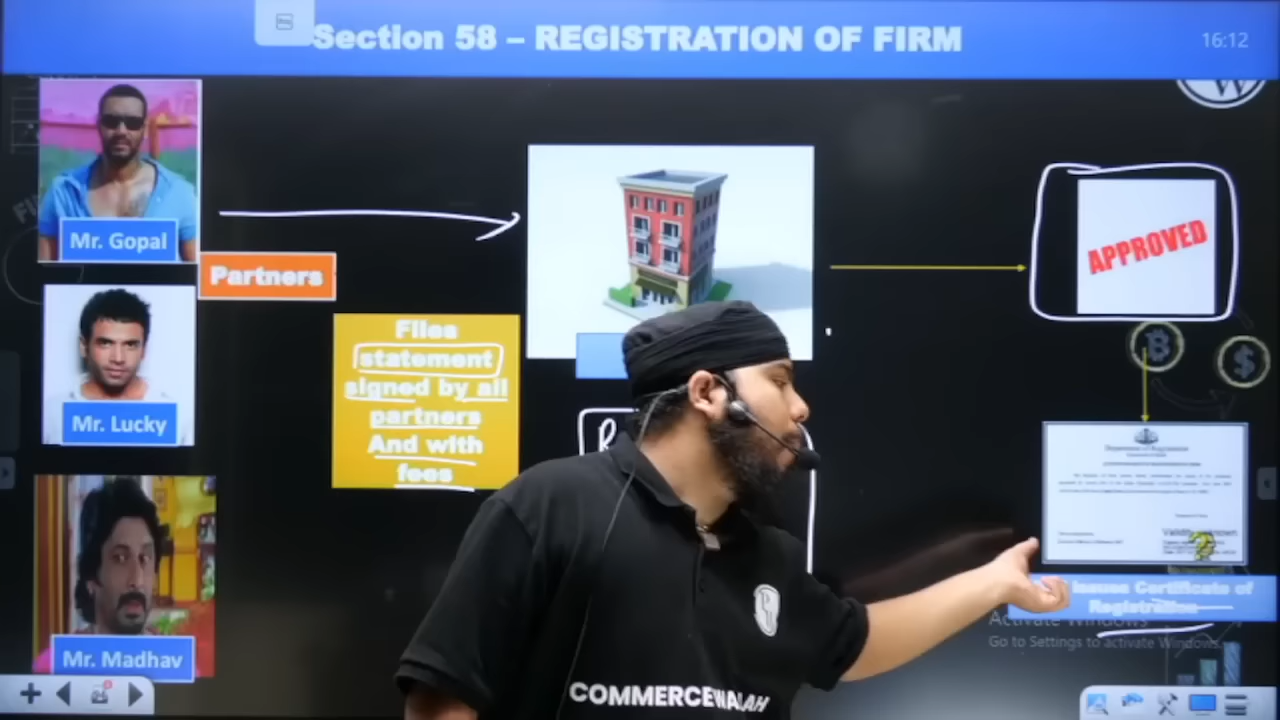 Section 58 – REGISTRATION OF FIRM
16:12
Mr. Gopal
Partners
Mr. Lucky
Files
statement
signed by all
partners
And with
fees
Mr. Madhav
APPROVED
Issues Certificate of
Registration
Activate Windows
Go to Settings to activate Windows.
COMMERCEWALLAH